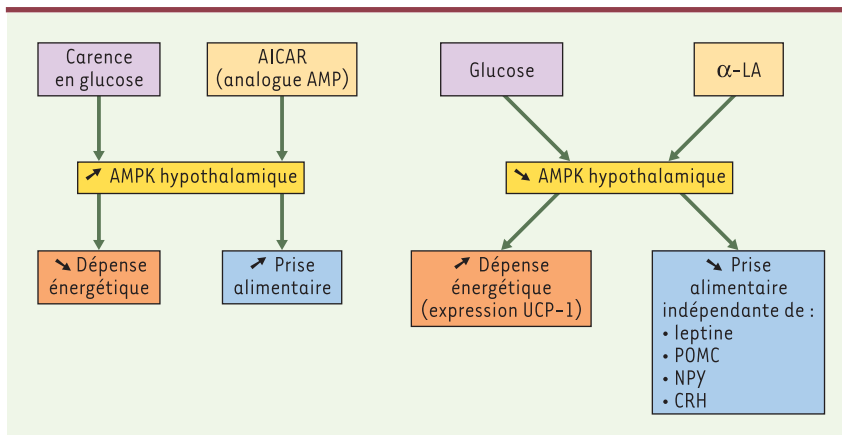 Carence
en glucose
AICAR
(analogue AMP)
AMPK hypothalamique
Dépense
énergétique
Prise
alimentaire
Glucose
α-LA
AMPK hypothalamique
Dépense
énergétique
(expression UCP-1)
Prise
alimentaire
indépendante de :
• leptine
• POMC
• NPY
• CRH